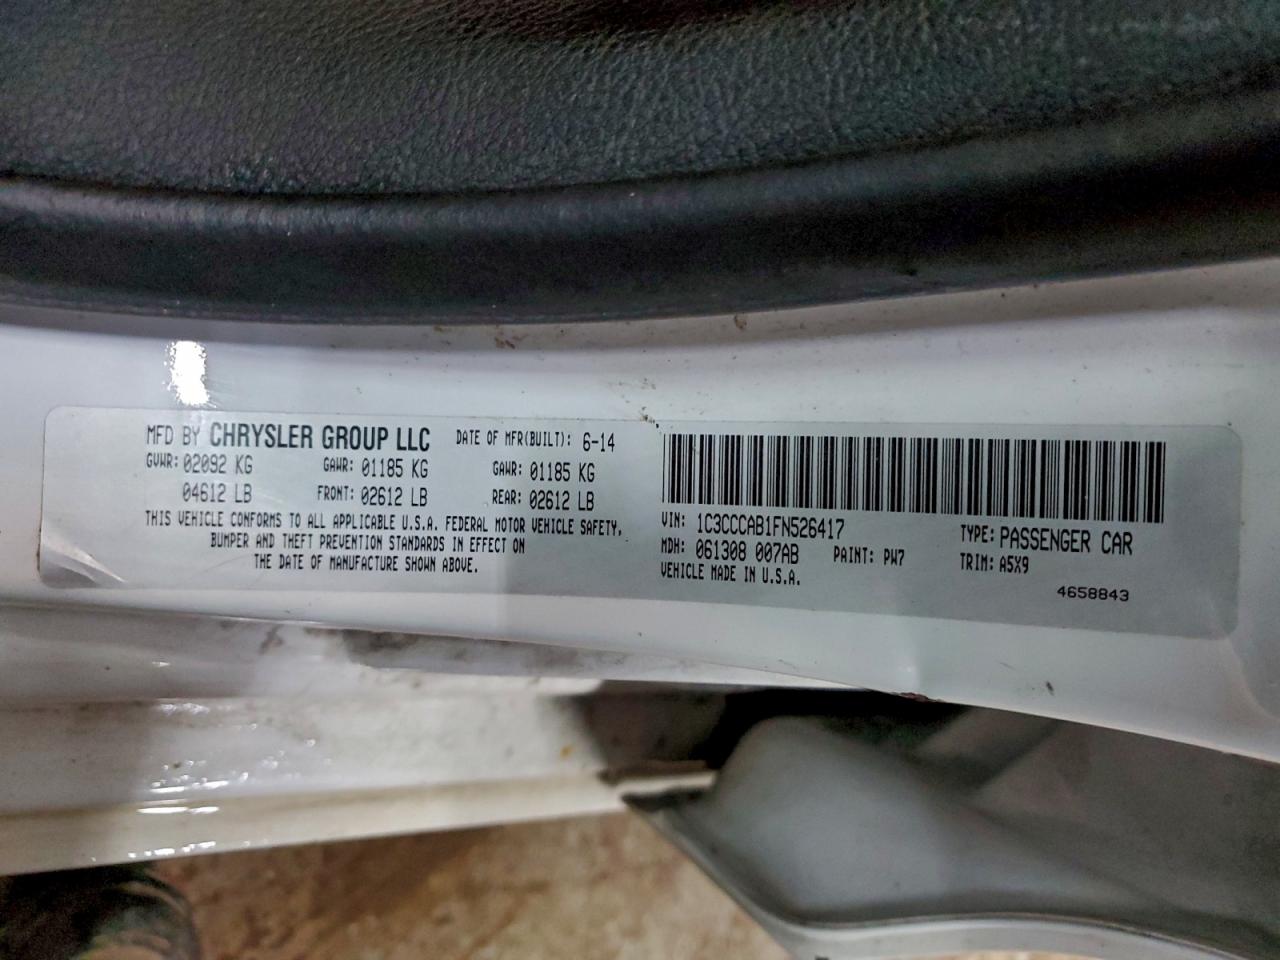 MFD BY CHRYSLER GROUP LLC DATE OF MFR(BUILT): 6-14
GVWR: 02092 KG GAWR: 01185 KG GAWR: 01185 KG
04612 LB FRONT: 02612 LB REAR: 02612 LB
THIS VEHICLE CONFORMS TO ALL APPLICABLE U.S.A. FEDERAL MOTOR VEHICLE SAFETY,
BUMPER AND THEFT PREVENTION STANDARDS IN EFFECT ON
THE DATE OF MANUFACTURE SHOWN ABOVE.
VIN: 1C3CCCAB1FN526417 TYPE: PASSENGER CAR
MDH: 061308 007AB PAINT: PW7 TRIM: A5X9
VEHICLE MADE IN U.S.A.
4658843